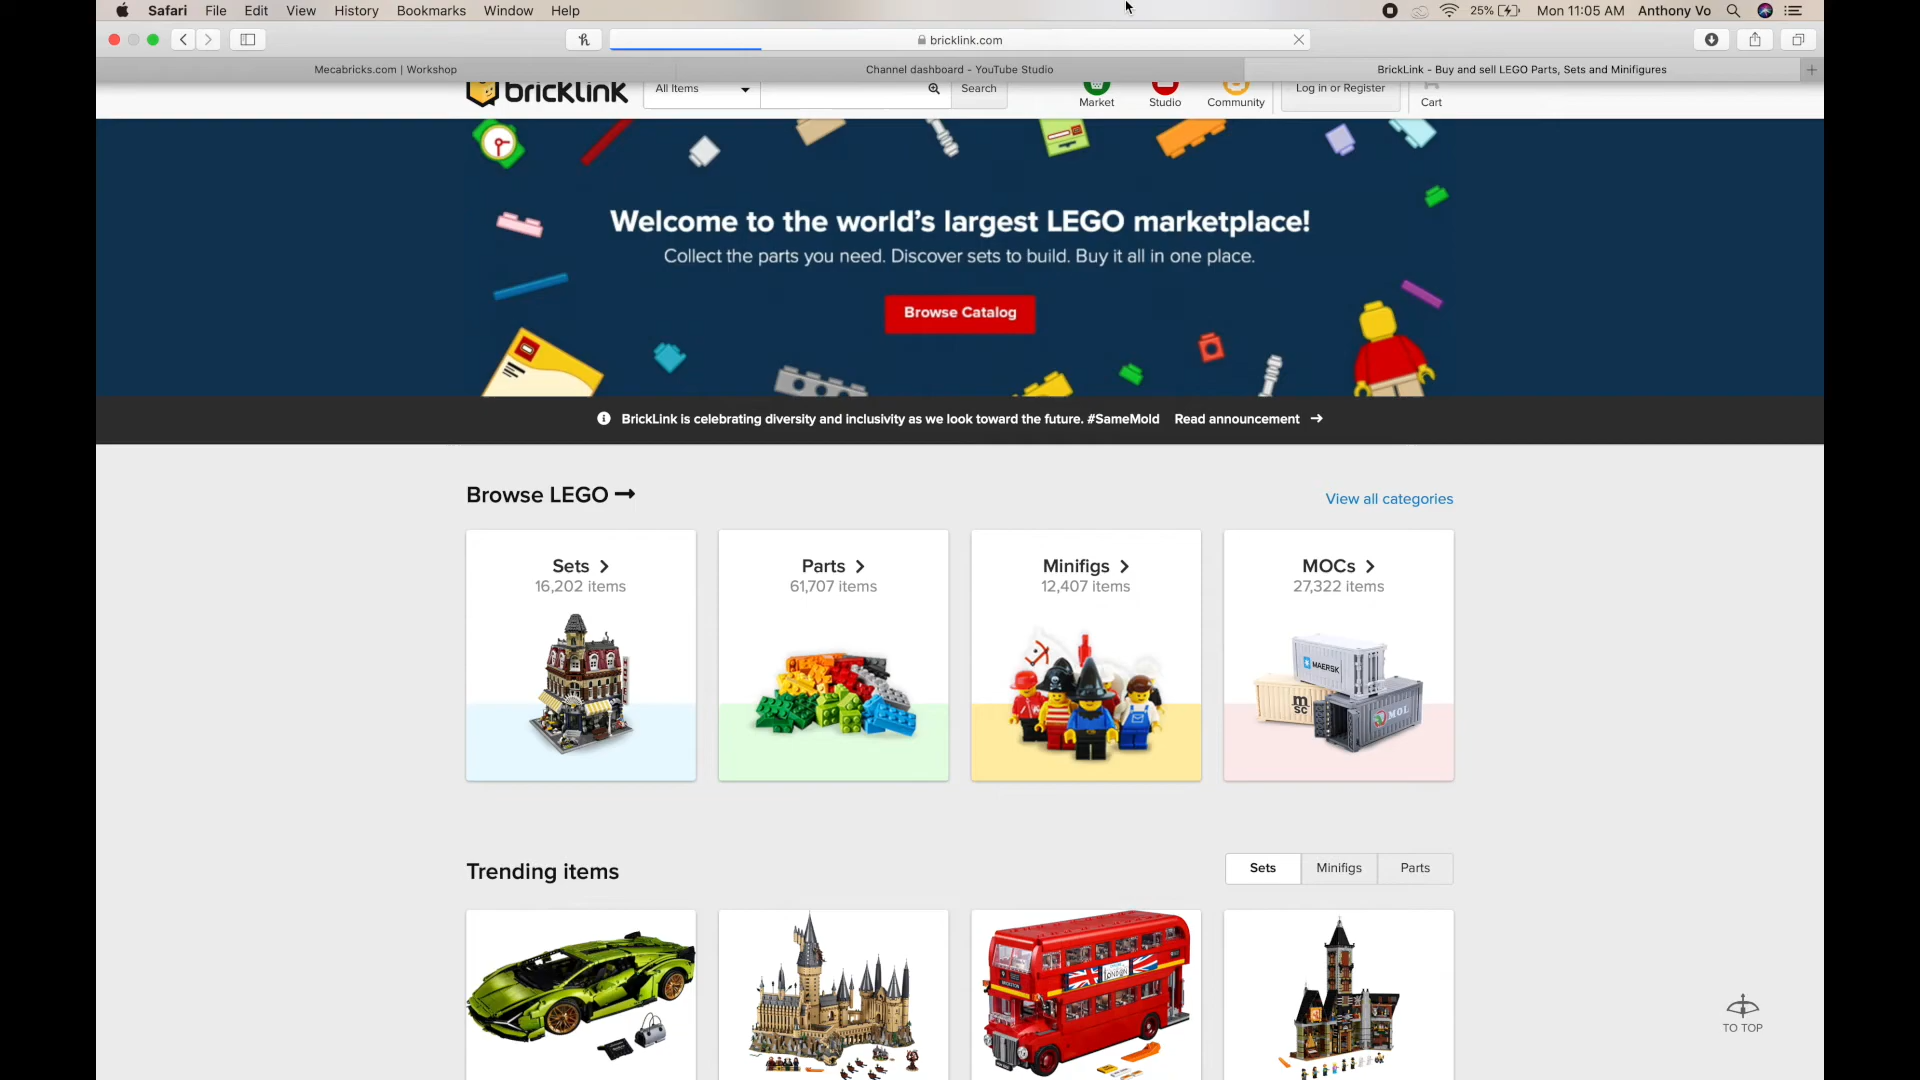 Safari File Edit View History Bookmarks Window Help 25% Mon 11:05 AM Anthony Vo
bricklink.com
Mecabricks.com | Workshop Channel dashboard - YouTube Studio BrickLink - Buy and sell LEGO Parts, Sets and Minifigures
bricklink All Items Search Market Studio Community Log in or Register Cart
Welcome to the world's largest LEGO marketplace!
Collect the parts you need. Discover sets to build. Buy it all in one place.
Browse Catalog
BrickLink is celebrating diversity and inclusivity as we look toward the future. #SameMold Read announcement →
Browse LEGO → View all categories
Sets > Parts > Minifigs > MOCs >
16,202 items 61,707 items 12,407 items 27,322 items
MAERSK
m
sc
MOL
Trending items Sets Minifigs Parts
LONDON
TO TOP